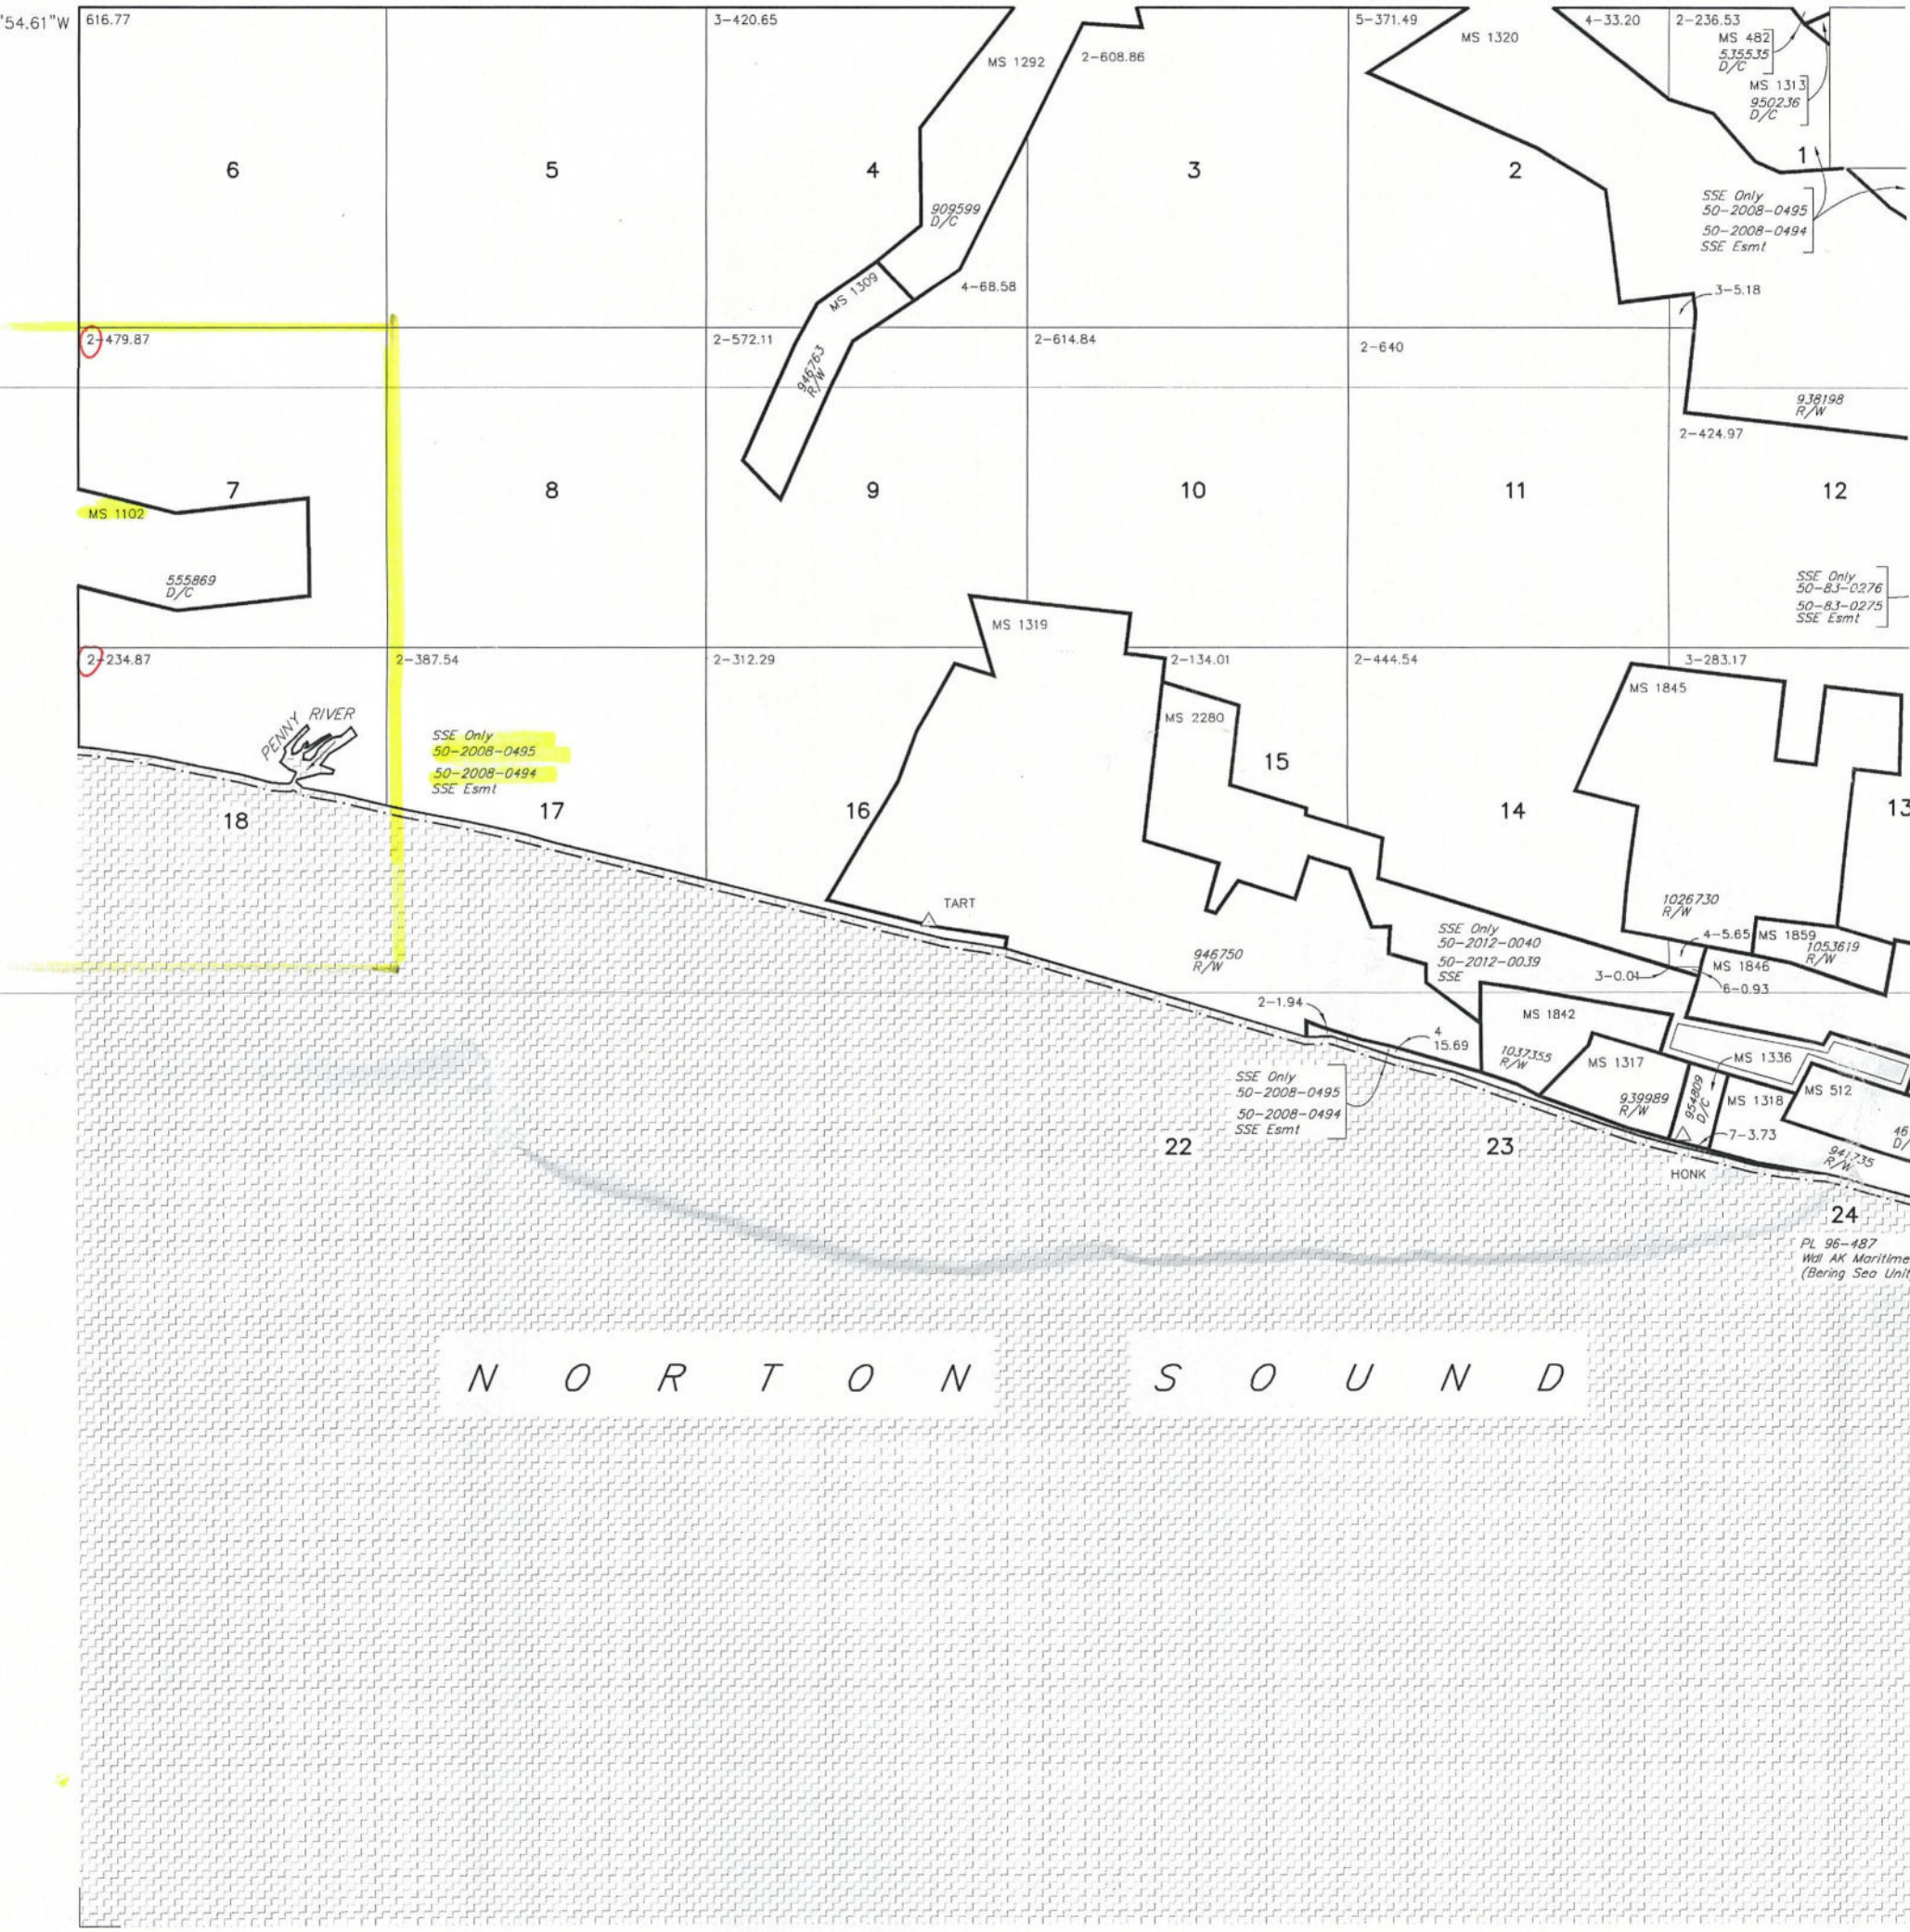 '54.61"W
616.77
3-420.65
5-371.49
4-33.20
2-236.53
MS 1292
2-608.86
MS 1320
MS 482
535535
D/C
MS 1313
950236
D/C
6
5
4
3
2
1
909599
D/C
SSE Only
50-2008-0495
50-2008-0494
SSE Esmt
MS 1309
4-68.58
3-5.18
2-479.87
2-572.11
2-614.84
2-640
946763
R/W
938198
R/W
2-424.97
7
8
9
10
11
12
MS 1102
555869
D/C
SSE Only
50-83-0276
50-83-0275
SSE Esmt
MS 1319
2-234.87
2-387.54
2-312.29
2-134.01
2-444.54
3-283.17
MS 1845
PENNY RIVER
MS 2280
SSE Only
50-2008-0495
50-2008-0494
SSE Esmt
15
18
17
16
14
13
TART
1026730
R/W
946750
R/W
SSE Only
50-2012-0040
50-2012-0039
SSE
4-5.65
MS 1859
1053619
R/W
3-0.01
MS 1846
6-0.93
2-1.94
MS 1842
4
15.69
1037355
R/W
MS 1317
MS 1336
SSE Only
50-2008-0495
50-2008-0494
SSE Esmt
939989
R/W
954809
D/C
MS 1318
MS 512
22
23
7-3.73
46
D/
941735
R/W
HONK
24
PL 96-487
Wdl AK Maritime
(Bering Sea Unit
NORTON SOUND